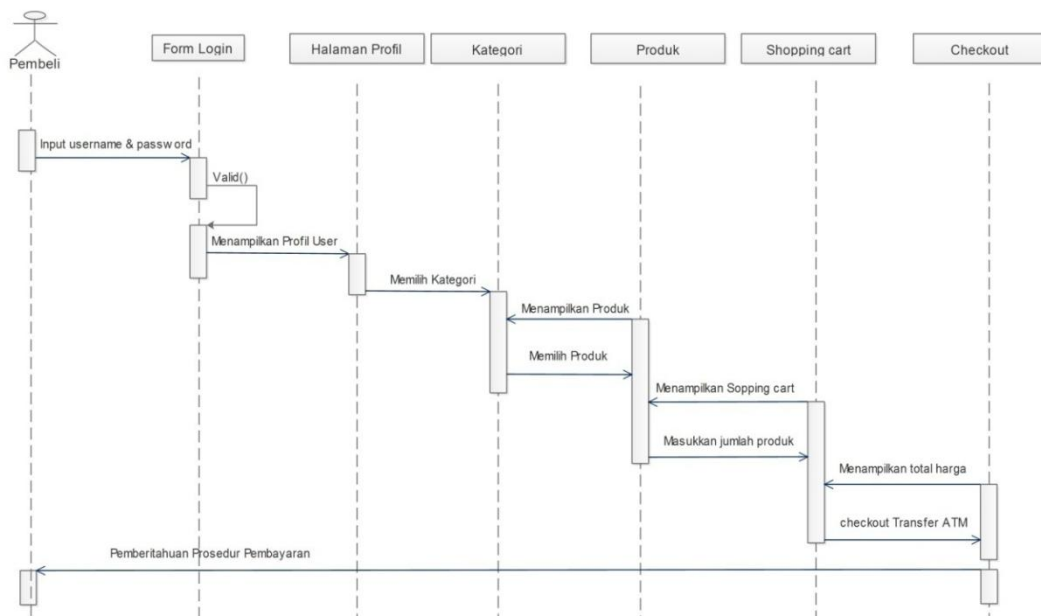 Pembeli
Form Login
Halaman Profil
Kategori
Produk
Shopping cart
Checkout
Input username & password
Valid()
Menampilkan Profil User
Memilih Kategori
Menampilkan Produk
Memilih Produk
Menampilkan Sopping cart
Masukkan jumlah produk
Menampilkan total harga
checkout Transfer ATM
Pemberitahuan Prosedur Pembayaran